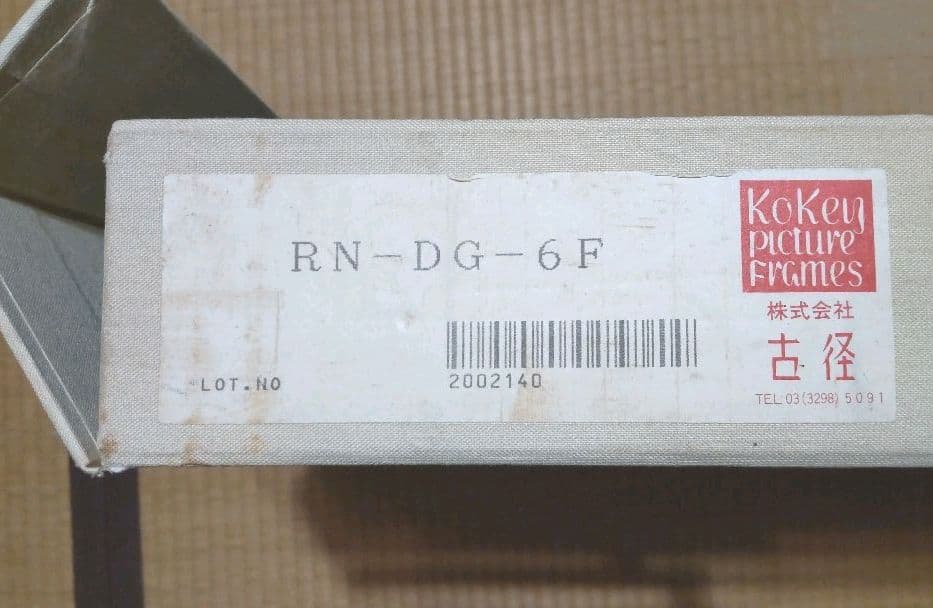 RN-DG-6F
LOT.NO
2002140
KoKey
Picture
Frames
株式会社
古径
TEL 03(3298)5091